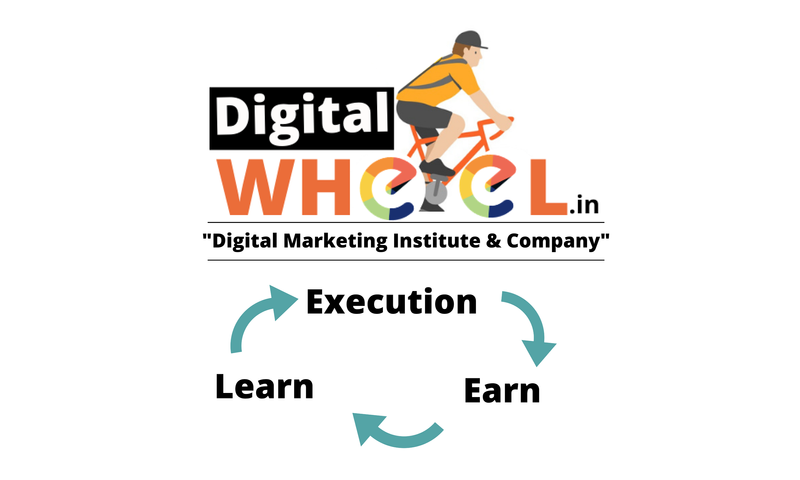 Digital
WHeeL.in
"Digital Marketing Institute & Company"
Execution
Learn
Earn